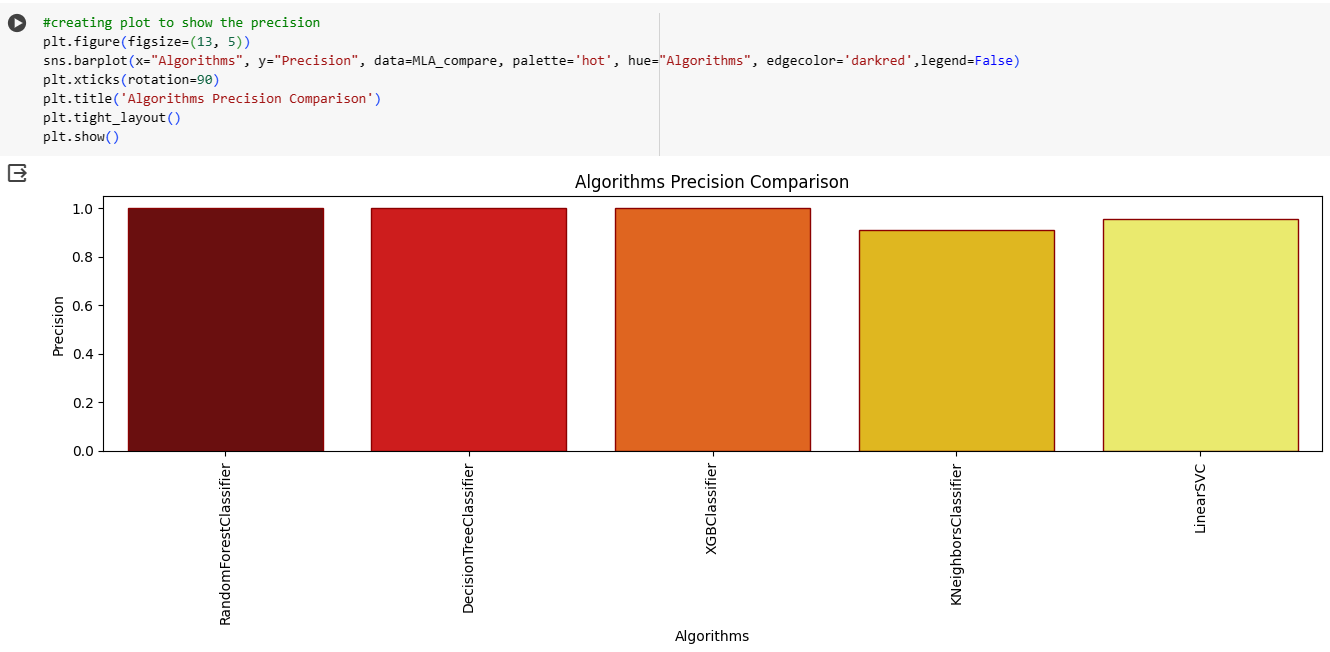 #creating plot to show the precision
plt.figure(figsize=(13, 5))
sns.barplot(x="Algorithms", y="Precision", data=MLA_compare, palette='hot', hue="Algorithms", edgecolor='darkred',legend=False)
plt.xticks(rotation=90)
plt.title('Algorithms Precision Comparison')
plt.tight_layout()
plt.show()
Algorithms Precision Comparison
1.0
0.8
0.6
0.4
0.2
0.0
Precision
RandomForestClassifier
DecisionTreeClassifier
XGBClassifier
KNeighborsClassifier
LinearSVC
Algorithms